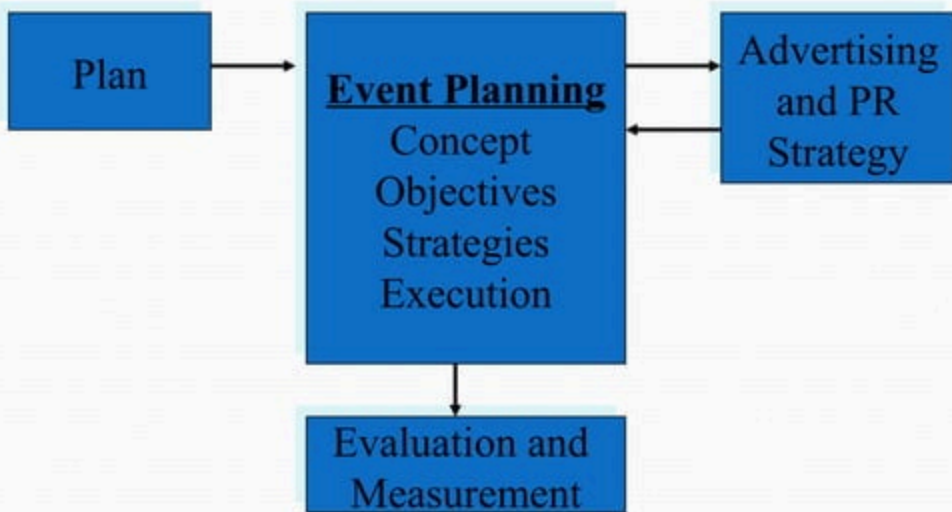 Plan
Event Planning
Concept
Objectives
Strategies
Execution
Advertising
and PR
Strategy
Evaluation and
Measurement